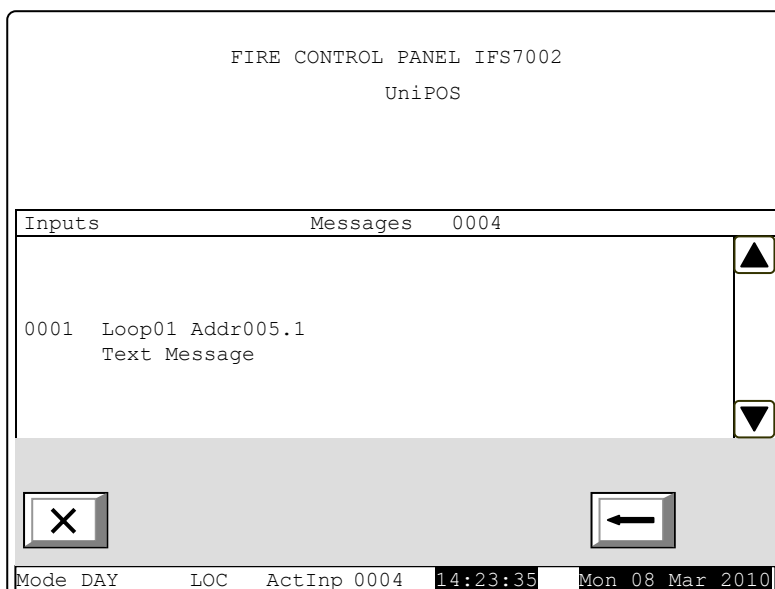 FIRE CONTROL PANEL IFS7002
UniPOS
Inputs Messages 0004
0001 Loop01 Addr005.1
Text Message
Mode DAY LOC ActInp 0004 14:23:35 Mon 08 Mar 2010